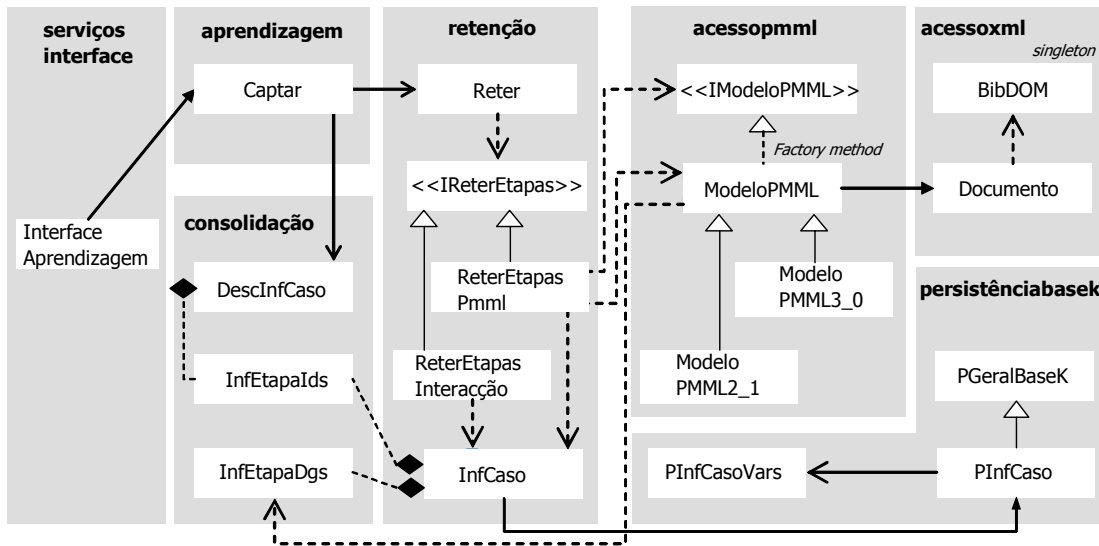 serviços
interface
aprendizagem
retenção
acessopmml
acessoxml
singleton
Captar
Reter
<<IModeloPMML>>
BibDOM
Factory method
<<IReterEtapas>>
ModeloPMML
Documento
consolidação
Interface
Aprendizagem
DescInfCaso
ReterEtapas
Pmml
Modelo
PMML3_0
persistênciabasek
InfEtapaIds
ReterEtapas
Interacção
Modelo
PMML2_1
PGeralBaseK
InfEtapaDgs
InfCaso
PInfCasoVars
PInfCaso